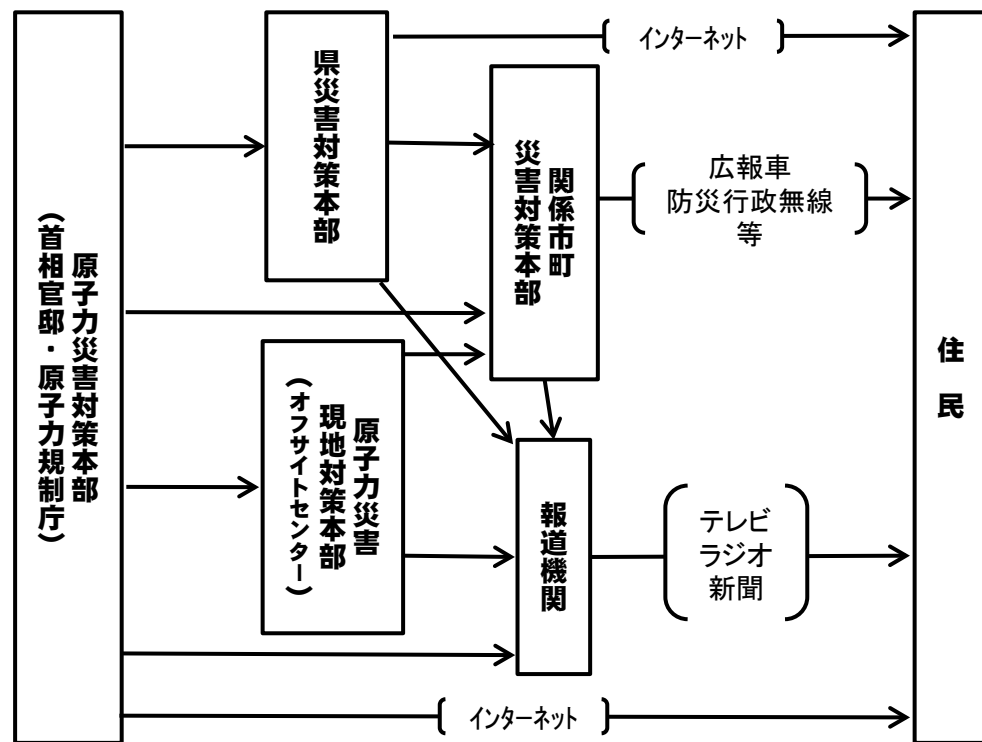 原子力災害対策本部
（首相官邸・原子力規制庁）
県災害対策本部
インターネット
関係市町
災害対策本部
広報車
防災行政無線
等
原子力災害
現地対策本部
（オフサイトセンター）
報道機関
テレビ
ラジオ
新聞
インターネット
住民